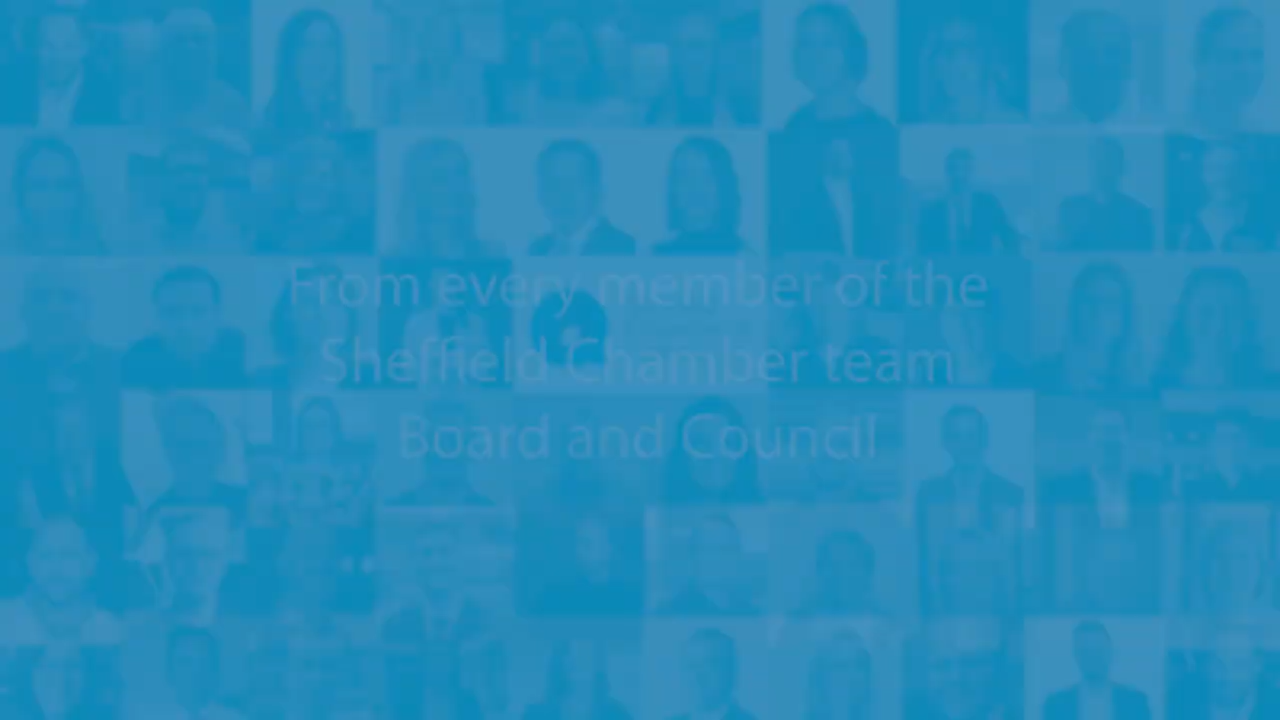 From every member of the
Sheffield Chamber team
Board and Council